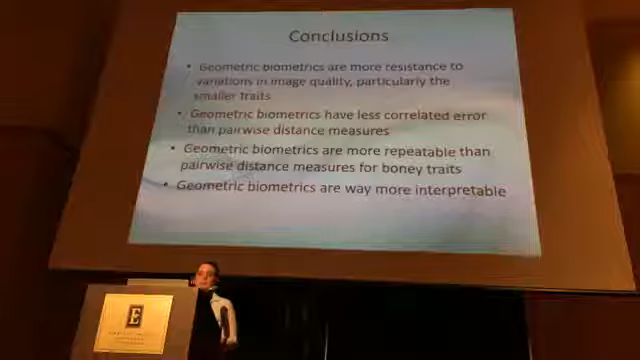 Conclusions
• Geometric biometrics are more resistance to
variations in image quality, particularly the
smaller traits
• Geometric biometrics have less correlated error
than pairwise distance measures
• Geometric biometrics are more repeatable than
pairwise distance measures for boney traits
• Geometric biometrics are way more interpretable
E